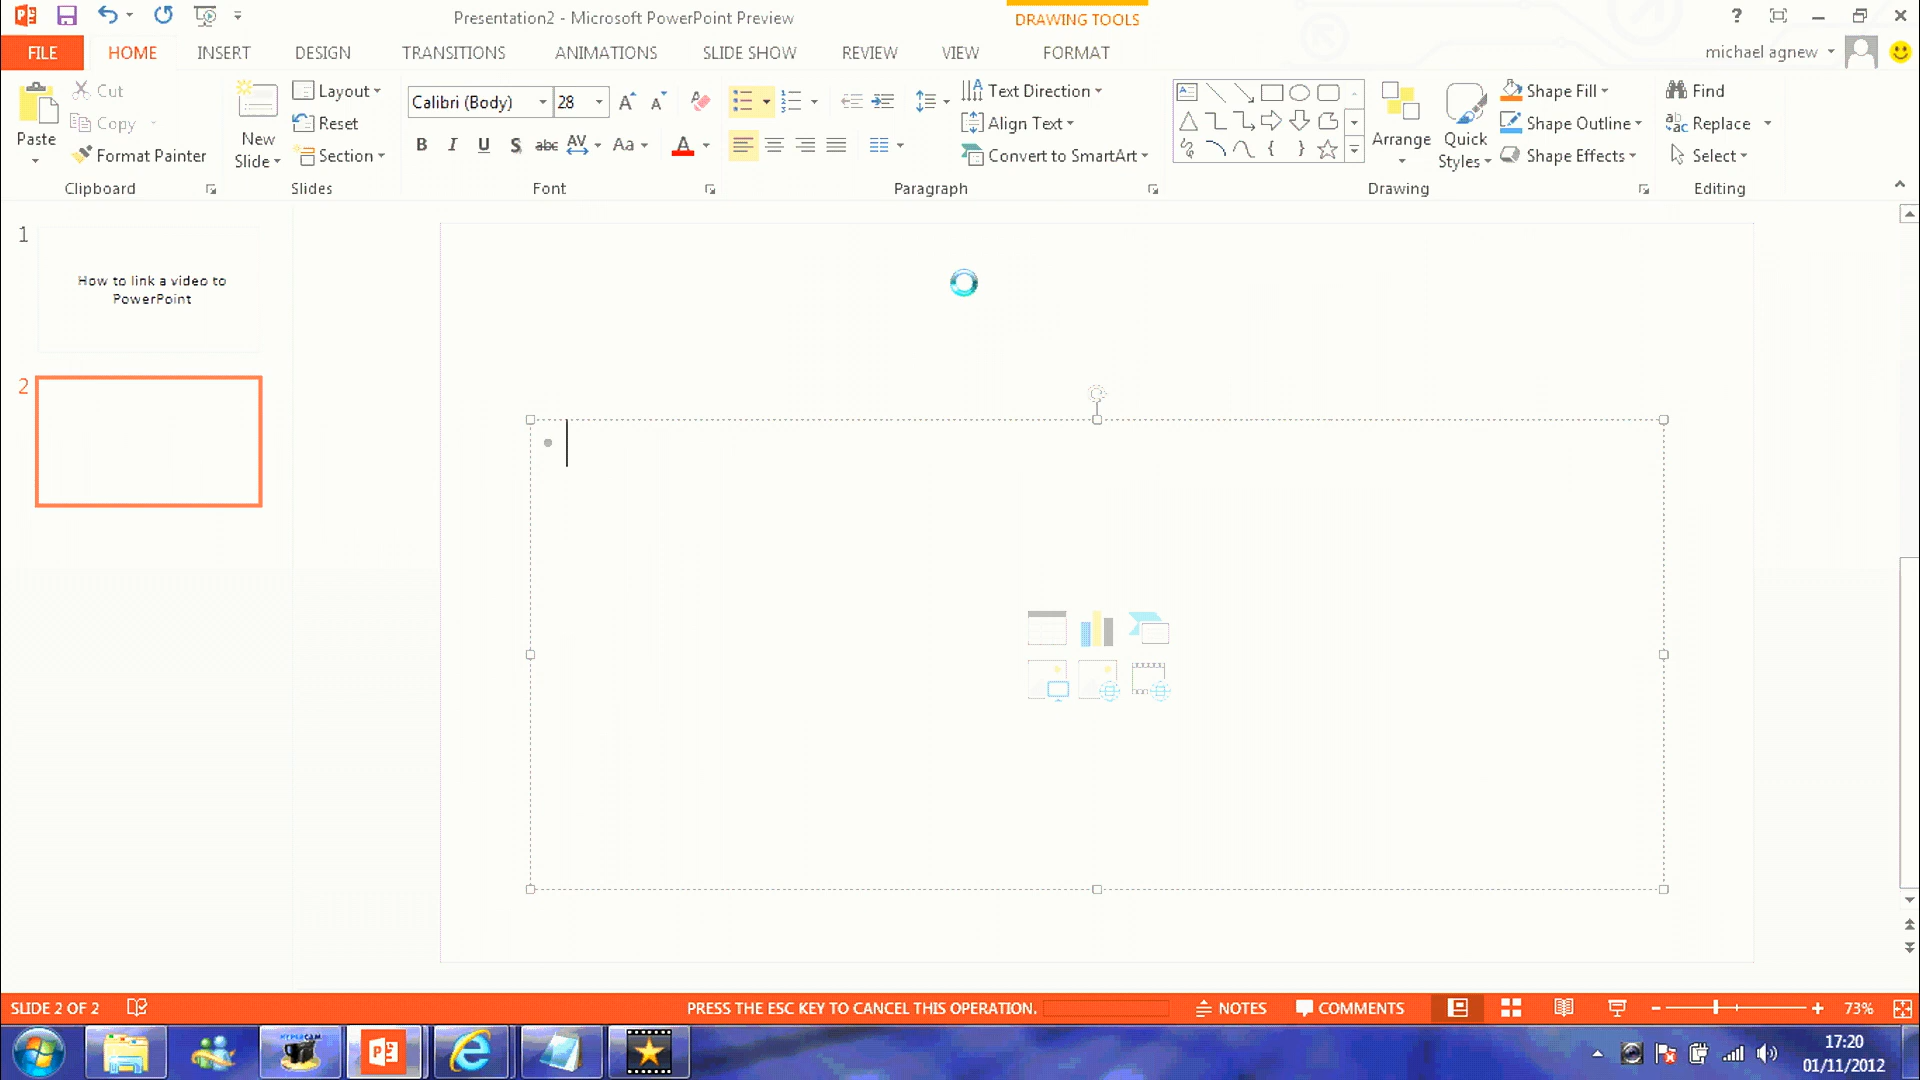 Presentation2 - Microsoft PowerPoint Preview
DRAWING TOOLS
?
FILE
HOME
INSERT
DESIGN
TRANSITIONS
ANIMATIONS
SLIDE SHOW
REVIEW
VIEW
FORMAT
michael agnew
Paste
Cut
Copy
Format Painter
Clipboard
New
Slide
Layout
Reset
Section
Slides
Calibri (Body)
28
B I U S abc AV Aa A
Font
Text Direction
Align Text
Convert to SmartArt
Paragraph
Arrange
Quick
Styles
Shape Fill
Shape Outline
Shape Effects
Drawing
Find
Replace
Select
Editing
1
How to link a video to
PowerPoint
2
SLIDE 2 OF 2
PRESS THE ESC KEY TO CANCEL THIS OPERATION.
NOTES
COMMENTS
73%
HYPERCAM
17:20
01/11/2012